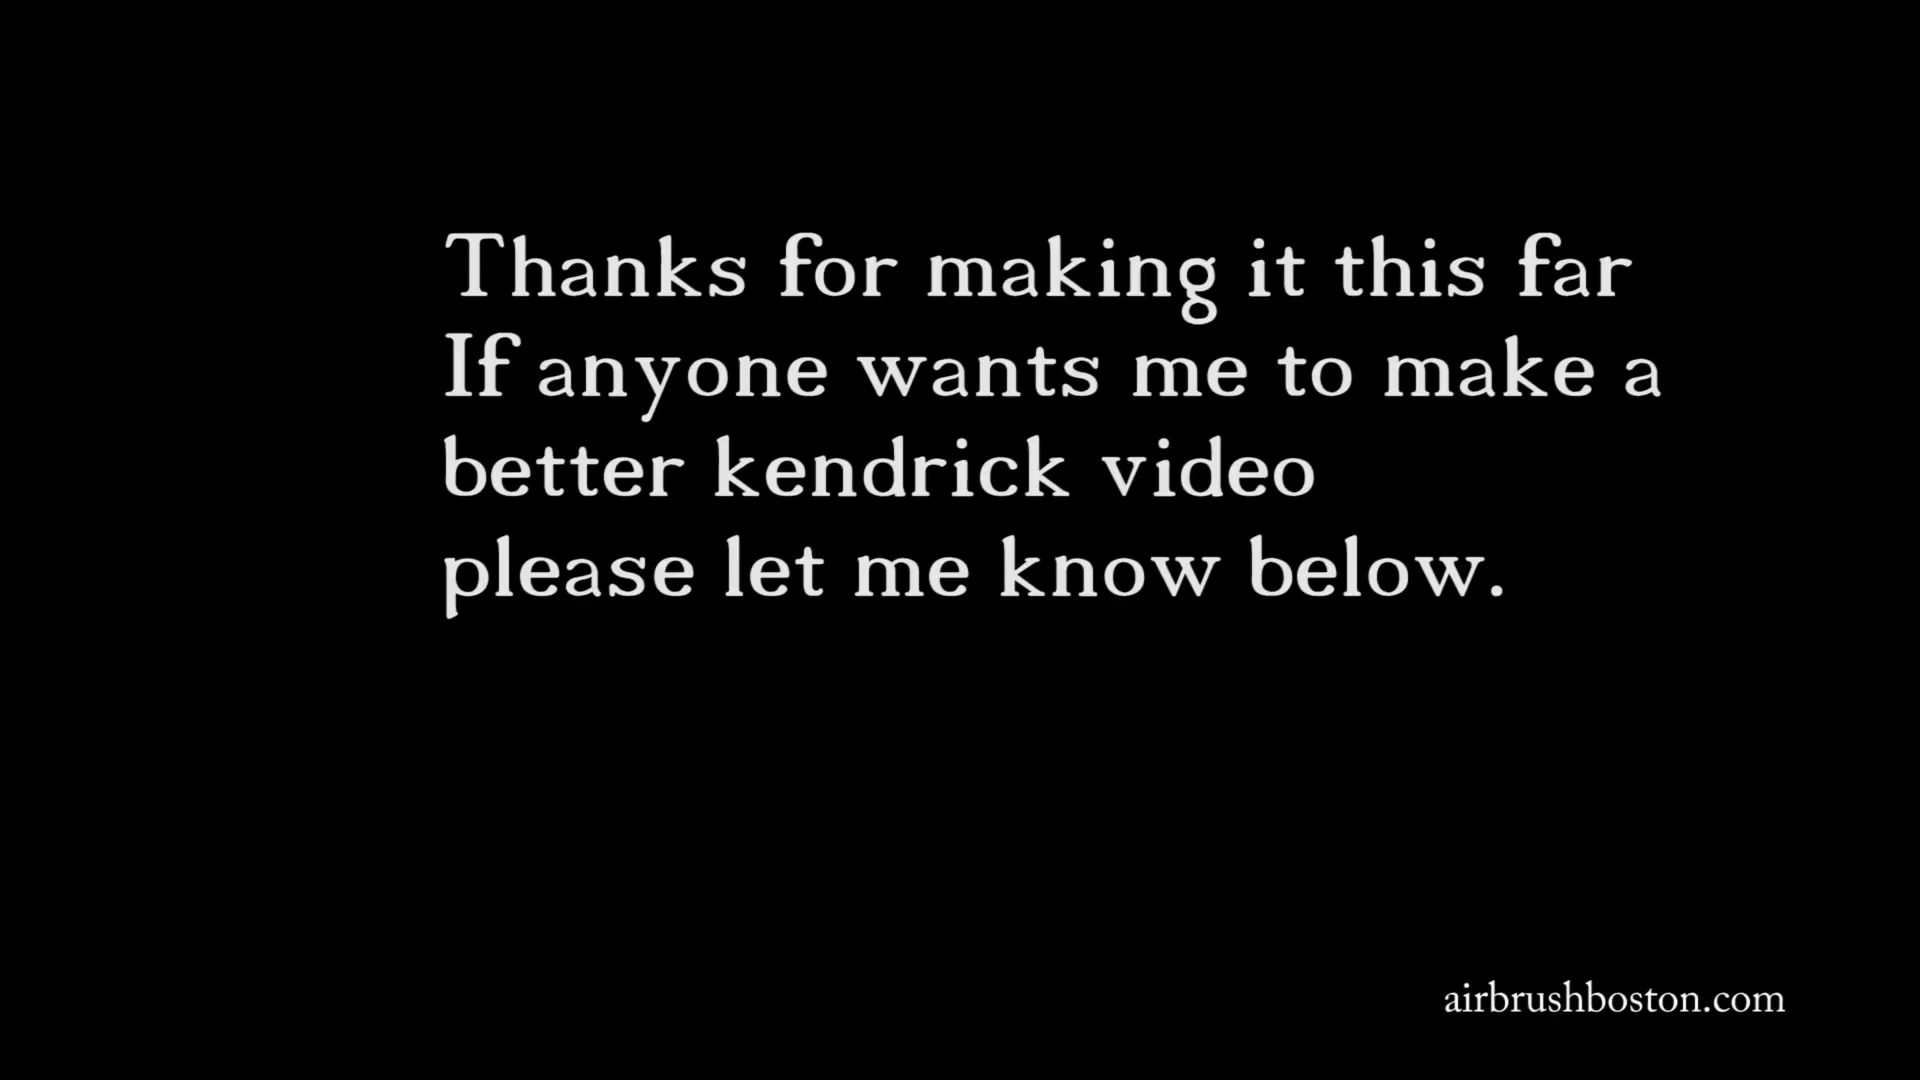 Thanks for making it this far
If anyone wants me to make a
better kendrick video
please let me know below.
airbrushboston.com